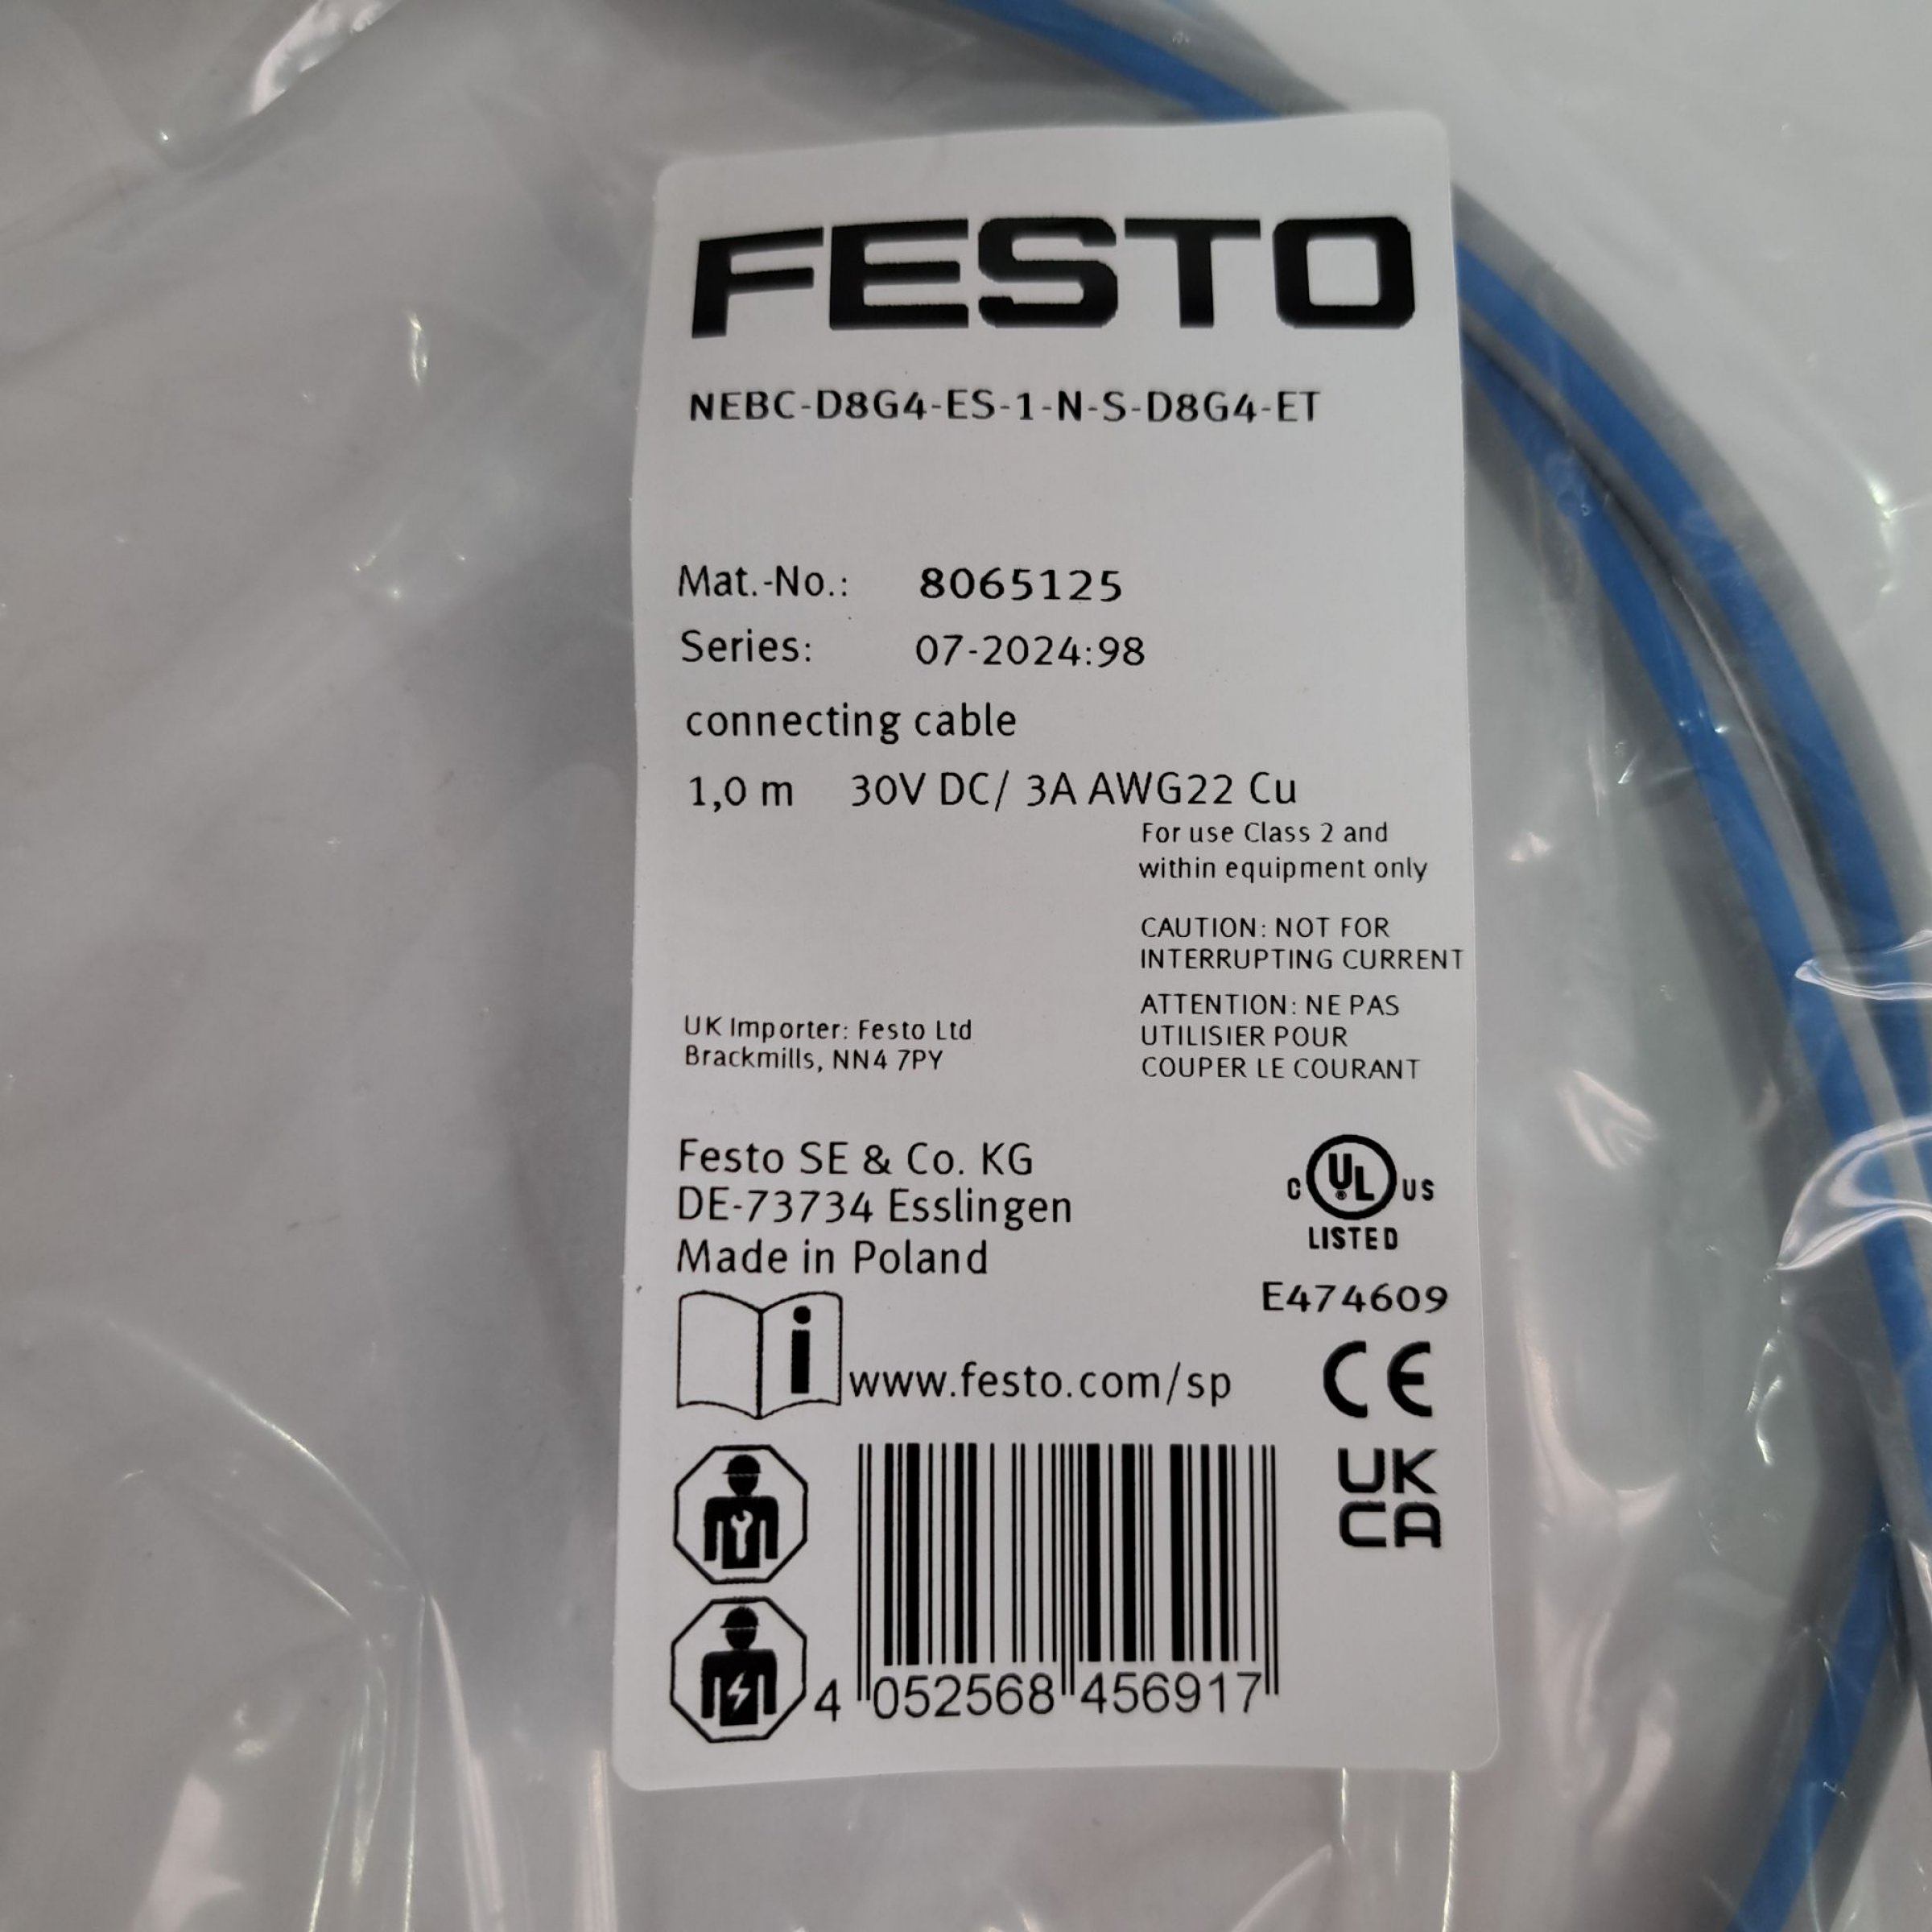 FESTO
NEBC-D8G4-ES-1-N-S-D8G4-ET
Mat.-No.: 8065125
Series: 07-2024:98
connecting cable
1,0 m 30V DC/ 3A AWG22 Cu
For use Class 2 and
within equipment only
CAUTION: NOT FOR
INTERRUPTING CURRENT
ATTENTION: NE PAS
UTILISIER POUR
COUPER LE COURANT
UK Importer: Festo Ltd
Brackmills, NN4 7PY
Festo SE & Co. KG
DE-73734 Esslingen
Made in Poland
C UL® US
LISTED
E474609
i www.festo.com/sp
CE
UK
CA
4 052568 456917